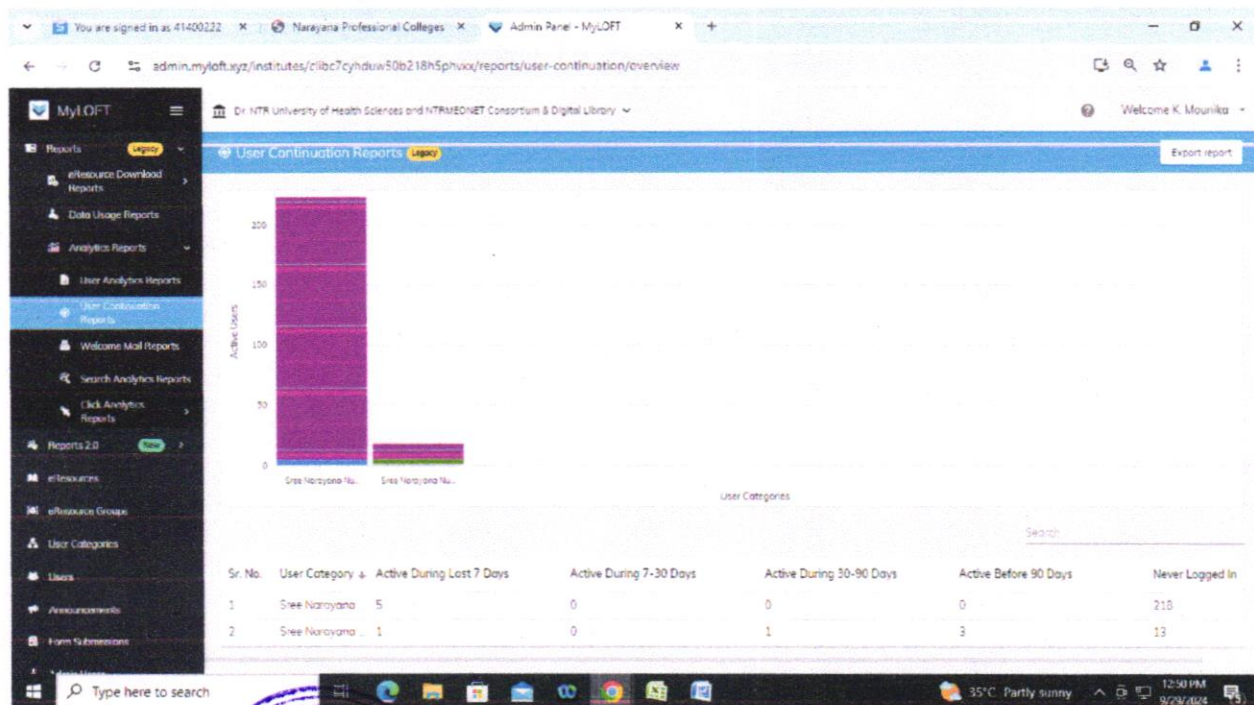 You are signed in as 41400222
Narayana Professional Colleges
Admin Panel - MyLOFT
admin.myloft.xyz/institutes/clibc7cyhduw50b218h5phvxx/reports/user-continuation/overview
MyLOFT
Dr. NTR University of Health Sciences and NTRMEDNET Consortium & Digital Library
Welcome K. Mounika
Reports Legacy
User Continuation Reports Legacy
Export report
eResource Download
Reports
Data Usage Reports
Analytics Reports
User Analytics Reports
User Continuation
Reports
Welcome Mail Reports
Search Analytics Reports
Click Analytics
Reports
Reports 2.0 New
eResources
eResource Groups
User Categories
Users
Announcements
Form Submissions
Admin Users
Active Users
200
150
100
50
0
Sree Narayana Nu...
Sree Narayana Nu...
User Categories
Search
Sr. No. User Category Active During Last 7 Days Active During 7-30 Days Active During 30-90 Days Active Before 90 Days Never Logged In
1 Sree Narayana ... 5 0 0 0 218
2 Sree Narayana ... 1 0 1 3 13
Type here to search
35°C Partly sunny
12:50 PM
9/29/2024